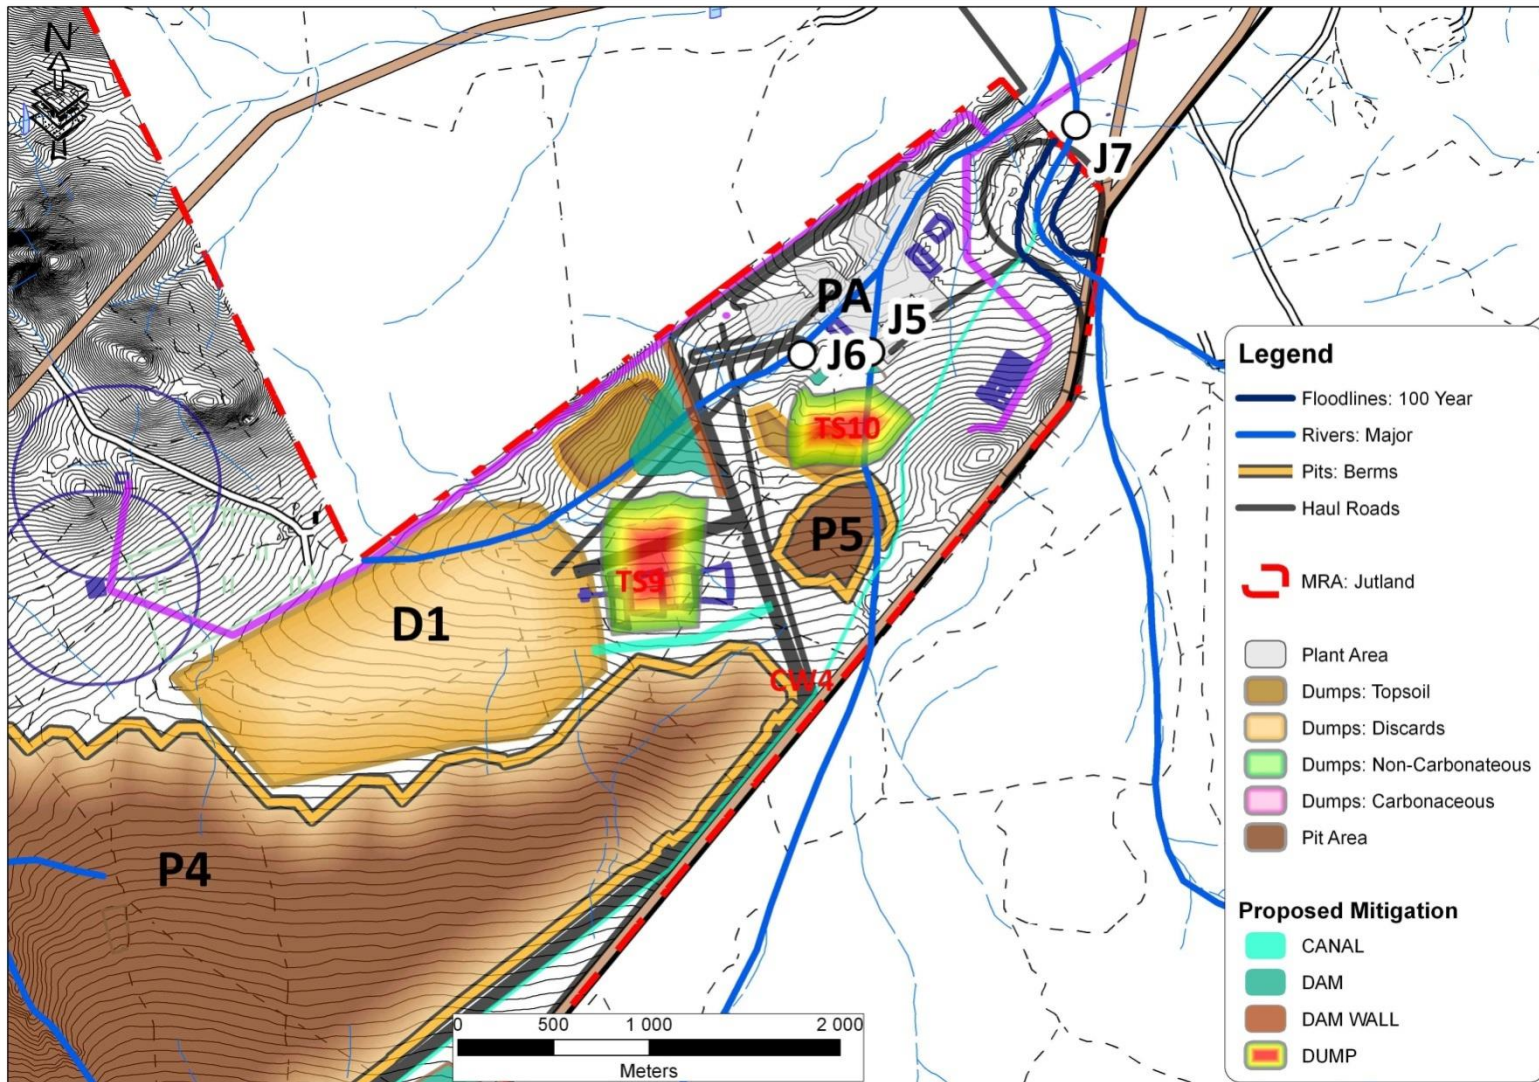 N
J7
PA
J5
J6
TS10
P5
TS9
D1
CW4
P4
Legend
Floodlines: 100 Year
Rivers: Major
Pits: Berms
Haul Roads
MRA: Jutland
Plant Area
Dumps: Topsoil
Dumps: Discards
Dumps: Non-Carbonateous
Dumps: Carbonaceous
Pit Area
Proposed Mitigation
CANAL
DAM
DAM WALL
DUMP
0 500 1 000 2 000
Meters